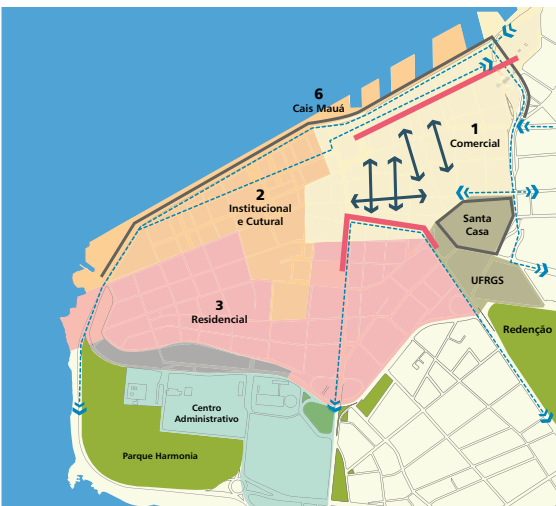 6
Cais Mauá
1
Comercial
2
Institucional
e Cutural
Santa
Casa
UFRGS
3
Residencial
Redenção
Centro
Administrativo
Parque Harmonia